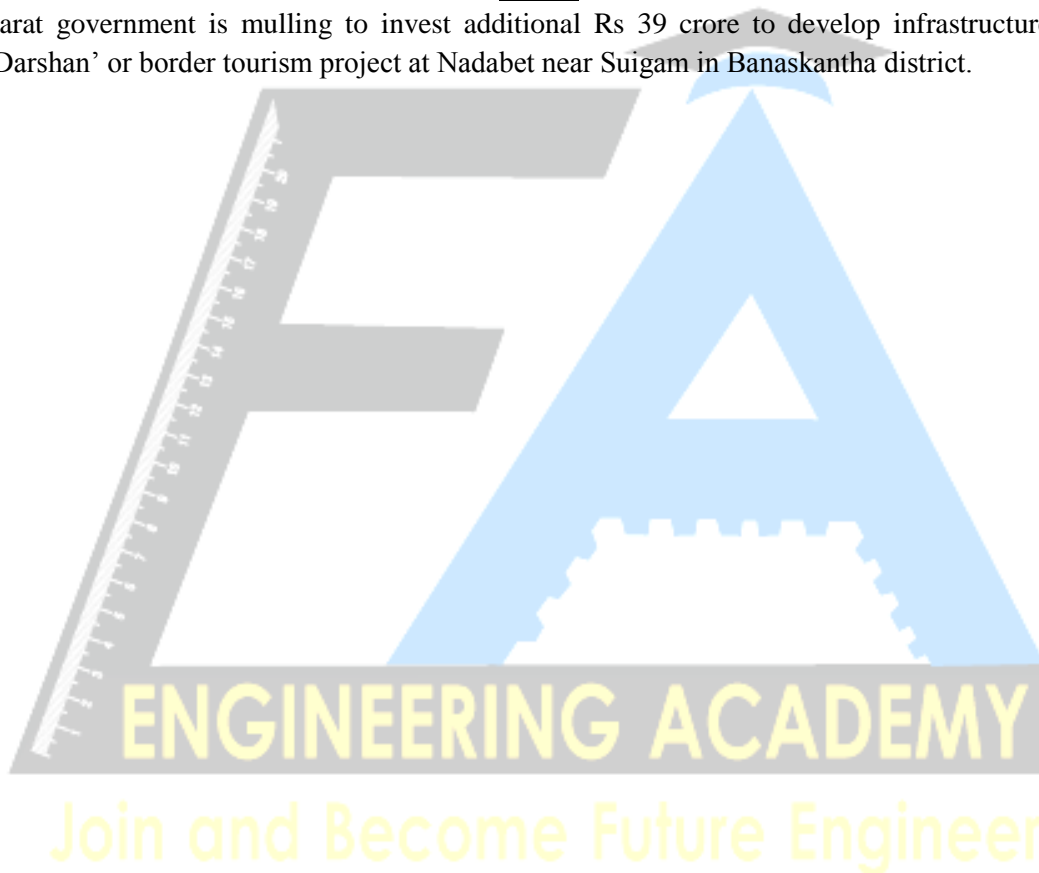 arat government is mulling to invest additional Rs 39 crore to develop infrastructure
Darshan’ or border tourism project at Nadabet near Suigam in Banaskantha district.
ENGINEERING ACADEMY
Join and Become Future Engineer